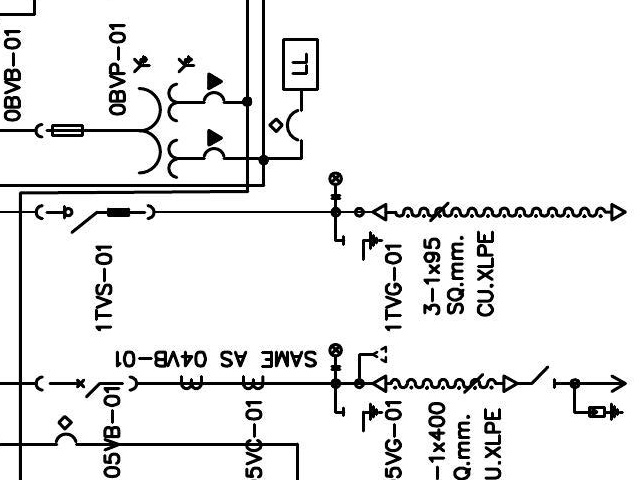 0BVB-01
0BVP-01
LL
1TVS-01
1TVG-01
3-1x95
SQ.mm.
CU.XLPE
SAME AS 04VB-01
05VB-01
5VC-01
5VG-01
-1x400
Q.mm.
U.XLPE